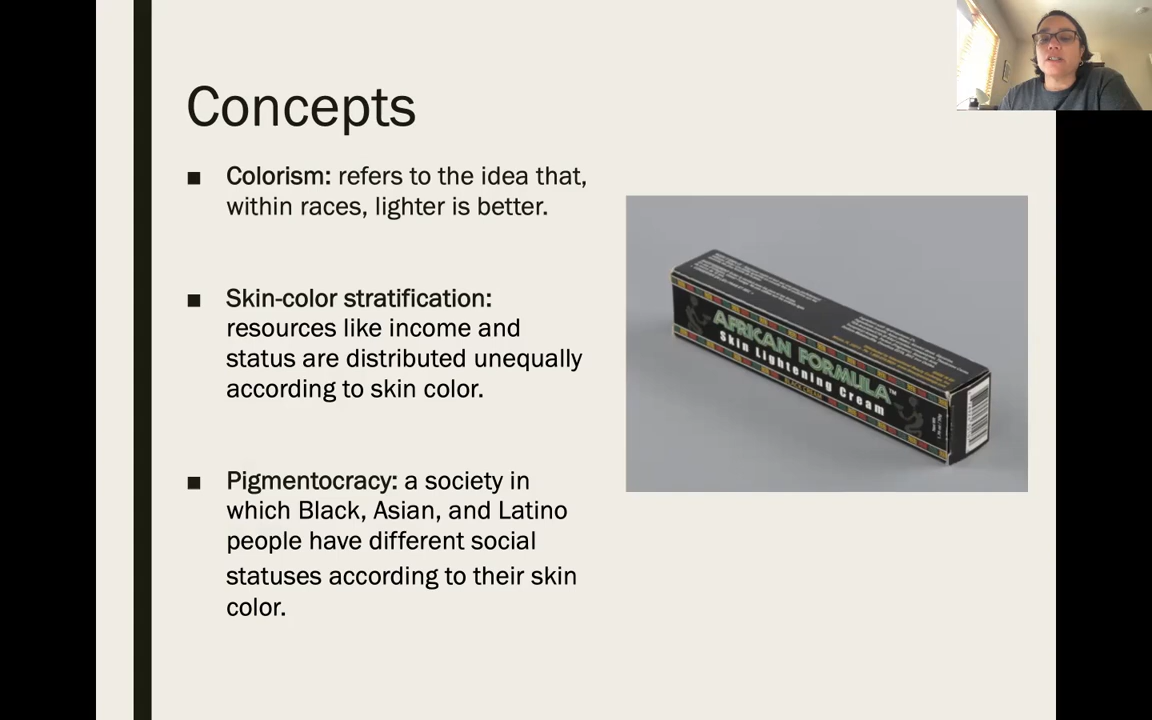 Concepts
■ Colorism: refers to the idea that,
within races, lighter is better.
■ Skin-color stratification:
resources like income and
status are distributed unequally
according to skin color.
■ Pigmentocracy: a society in
which Black, Asian, and Latino
people have different social
statuses according to their skin
color.
AFRICAN FORMULA™
Skin Lightening Cream